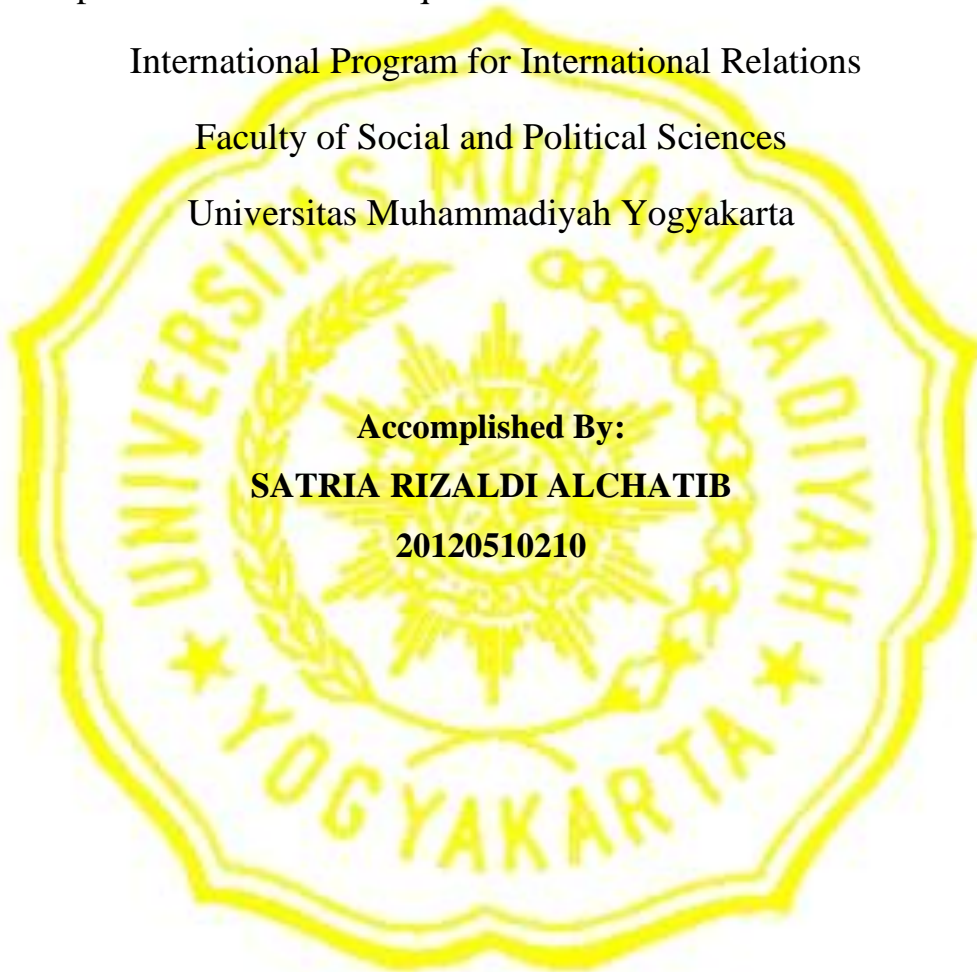 International Program for International Relations
Faculty of Social and Political Sciences
Universitas Muhammadiyah Yogyakarta
UNIVERSITAS MUHAMMADIYAH
Accomplished By:
SATRIA RIZALDI ALCHATIB
20120510210
★ YOGYAKARTA ★